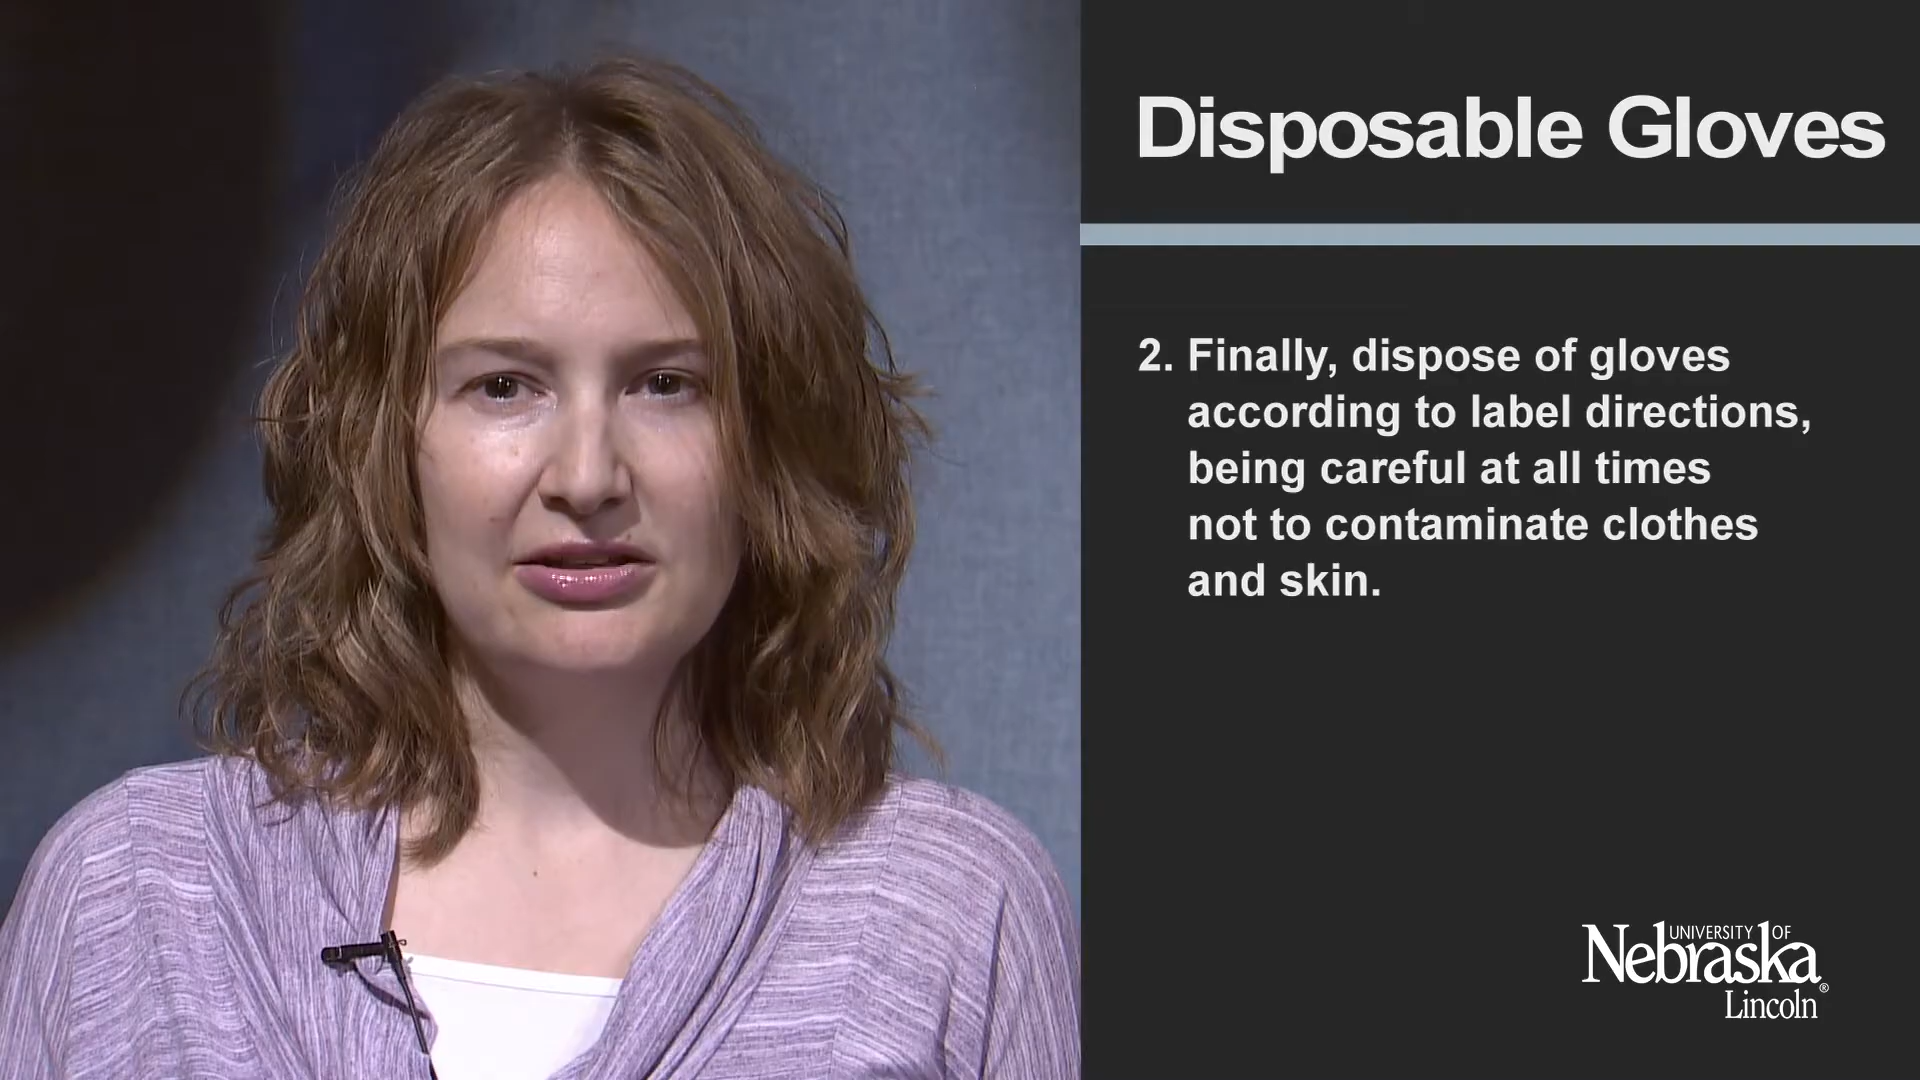 Disposable Gloves
2. Finally, dispose of gloves
according to label directions,
being careful at all times
not to contaminate clothes
and skin.
UNIVERSITY OF
Nebraska
Lincoln®